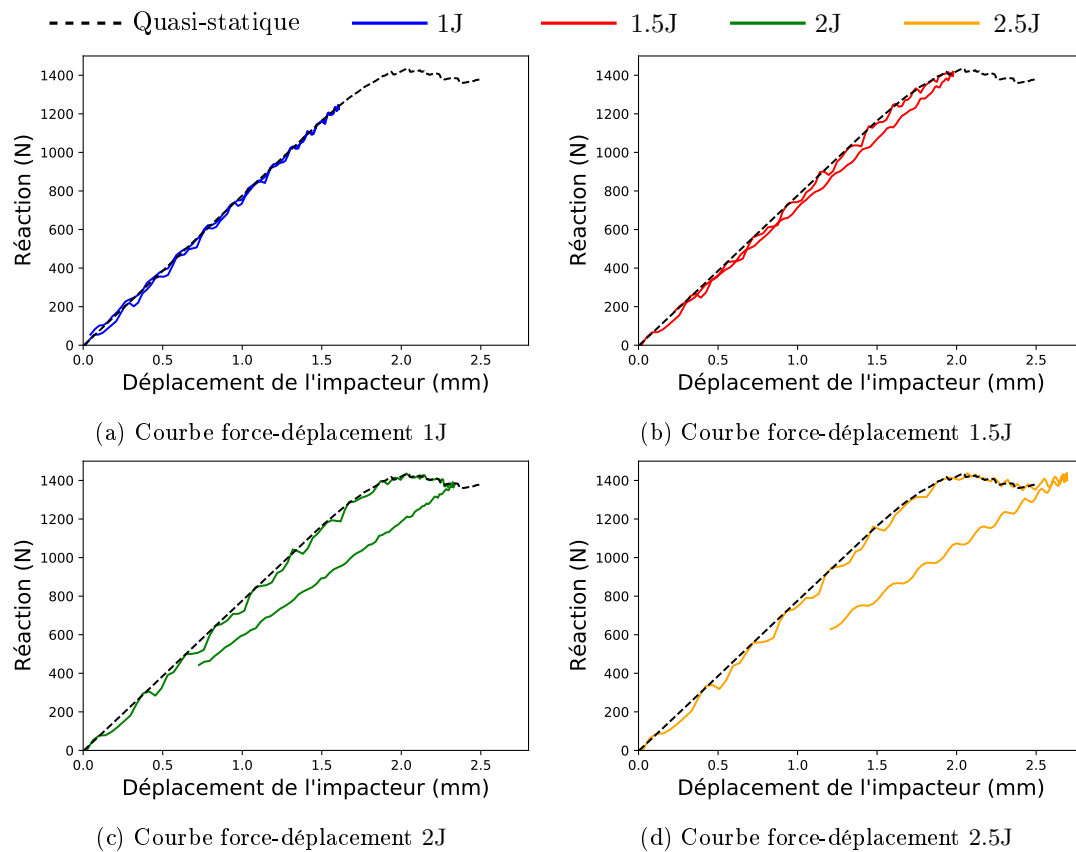 Quasi-statique 1J 1.5J 2J 2.5J
1400
1200
1000
800
600
400
200
0
Réaction (N)
0.0 0.5 1.0 1.5 2.0 2.5
Déplacement de l'impacteur (mm)
(a) Courbe force-déplacement 1J
1400
1200
1000
800
600
400
200
0
Réaction (N)
0.0 0.5 1.0 1.5 2.0 2.5
Déplacement de l'impacteur (mm)
(b) Courbe force-déplacement 1.5J
1400
1200
1000
800
600
400
200
0
Réaction (N)
0.0 0.5 1.0 1.5 2.0 2.5
Déplacement de l'impacteur (mm)
(c) Courbe force-déplacement 2J
1400
1200
1000
800
600
400
200
0
Réaction (N)
0.0 0.5 1.0 1.5 2.0 2.5
Déplacement de l'impacteur (mm)
(d) Courbe force-déplacement 2.5J